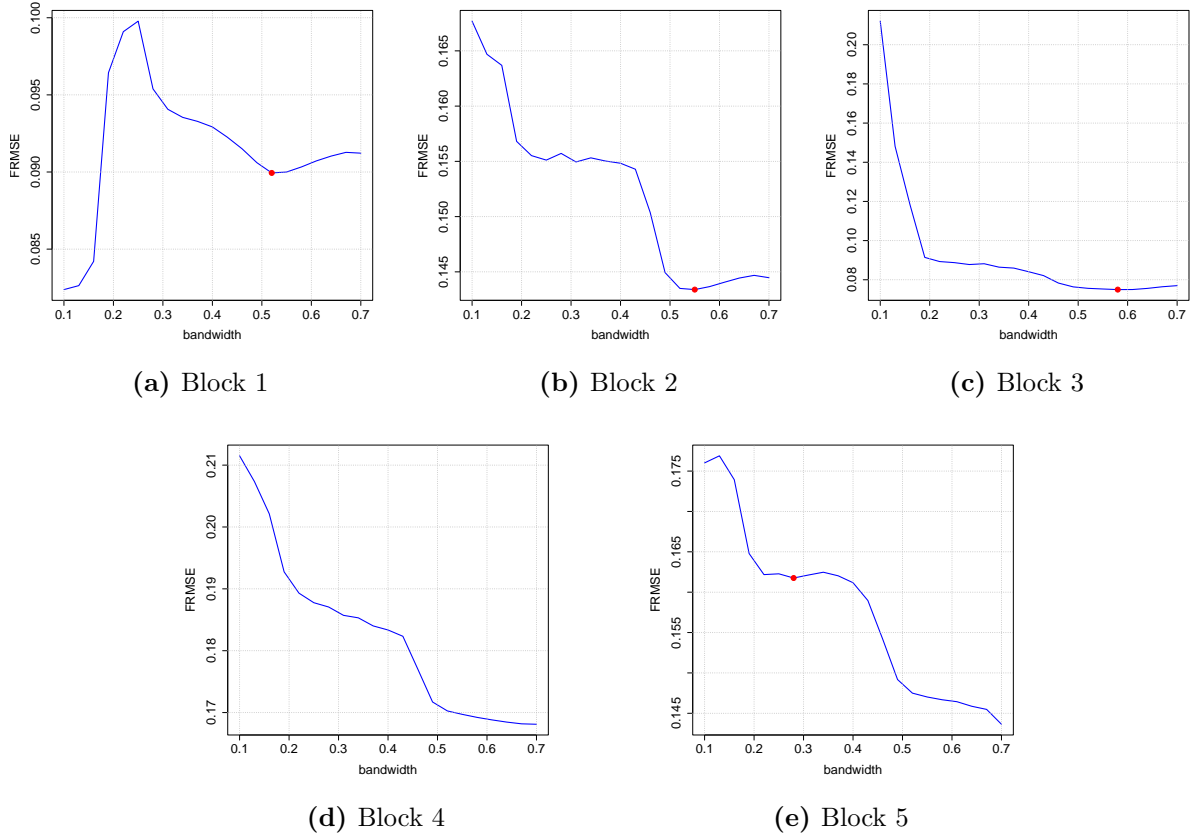 0.100
0.095
0.090
0.085
FRMSE
0.1 0.2 0.3 0.4 0.5 0.6 0.7
bandwidth
(a) Block 1
0.165
0.160
0.155
0.150
0.145
FRMSE
0.1 0.2 0.3 0.4 0.5 0.6 0.7
bandwidth
(b) Block 2
0.20
0.18
0.16
0.14
0.12
0.10
0.08
FRMSE
0.1 0.2 0.3 0.4 0.5 0.6 0.7
bandwidth
(c) Block 3
0.21
0.20
0.19
0.18
0.17
FRMSE
0.1 0.2 0.3 0.4 0.5 0.6 0.7
bandwidth
(d) Block 4
0.175
0.165
0.155
0.145
FRMSE
0.1 0.2 0.3 0.4 0.5 0.6 0.7
bandwidth
(e) Block 5